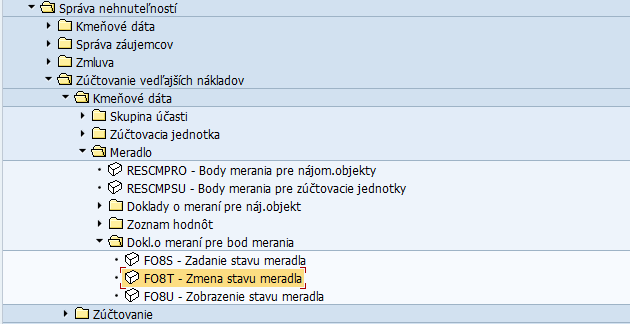 Správa nehnuteľností
Kmeňové dáta
Správa záujemcov
Zmluva
Zúčtovanie vedľajších nákladov
Kmeňové dáta
Skupina účasti
Zúčtovacia jednotka
Meradlo
RESCMPRO - Body merania pre nájom.objekty
RESCMPSU - Body merania pre zúčtovacie jednotky
Doklady o meraní pre náj.objekt
Zoznam hodnôt
Dokl.o meraní pre bod merania
FO8S - Zadanie stavu meradla
FO8T - Zmena stavu meradla
FO8U - Zobrazenie stavu meradla
Zúčtovanie